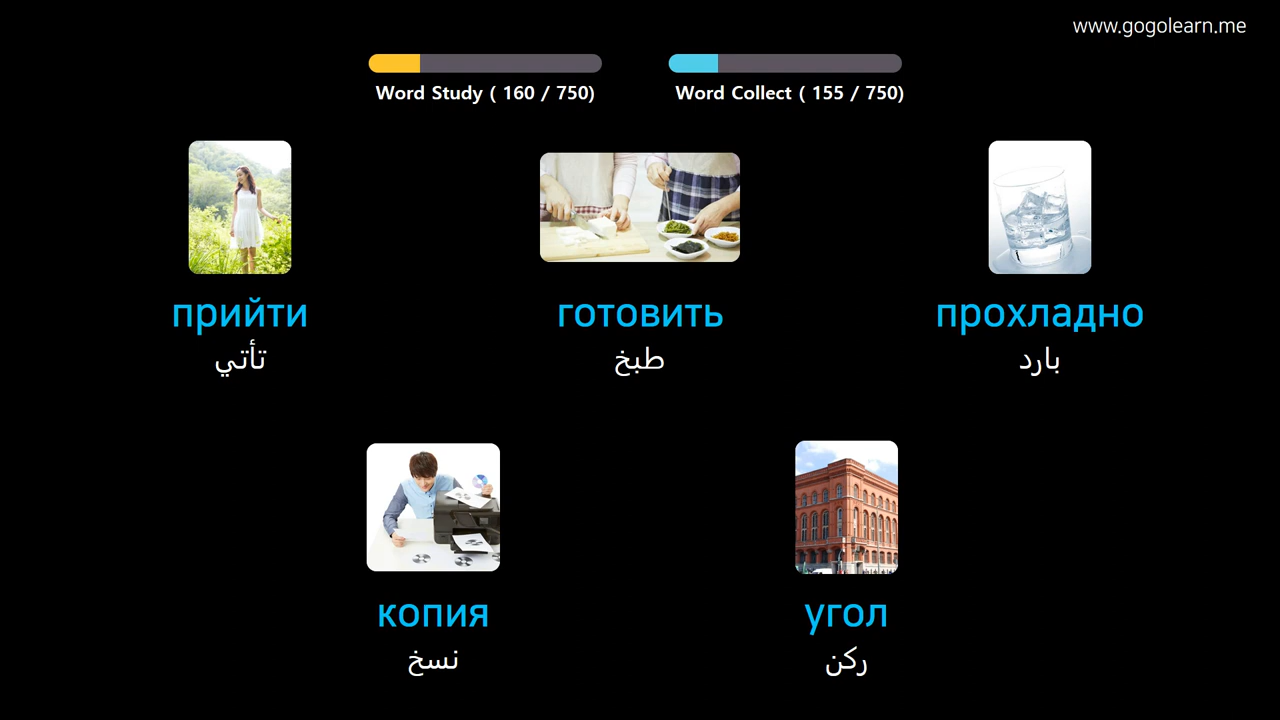 www.gogolearn.me
Word Study ( 160 / 750)
Word Collect ( 155 / 750)
прийти
готовить
прохладно
تأتي
طبخ
بارد
копия
угол
نسخ
ركن